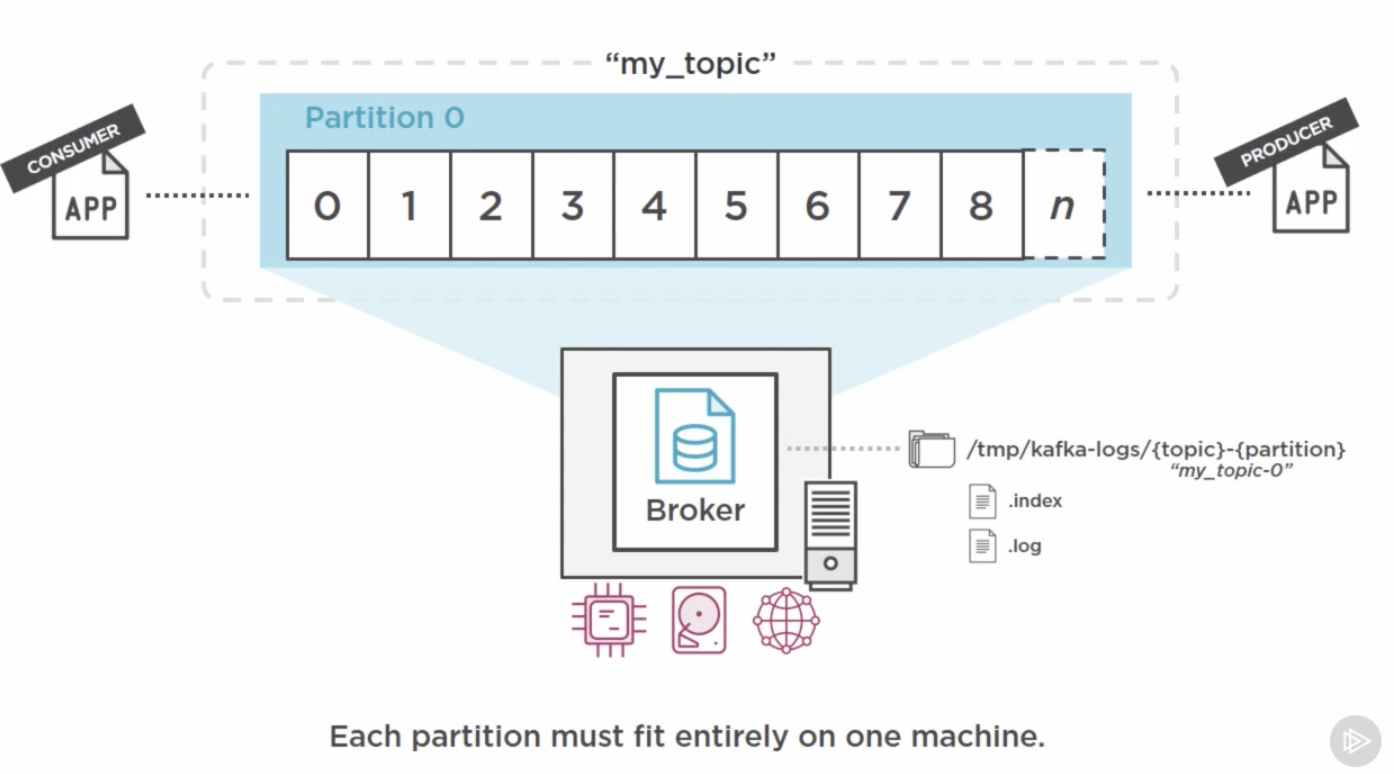 “my_topic”
Partition 0
CONSUMER
APP
0 1 2 3 4 5 6 7 8 n
PRODUCER
APP
Broker
/tmp/kafka-logs/{topic}-{partition}
“my_topic-0”
.index
.log
Each partition must fit entirely on one machine.